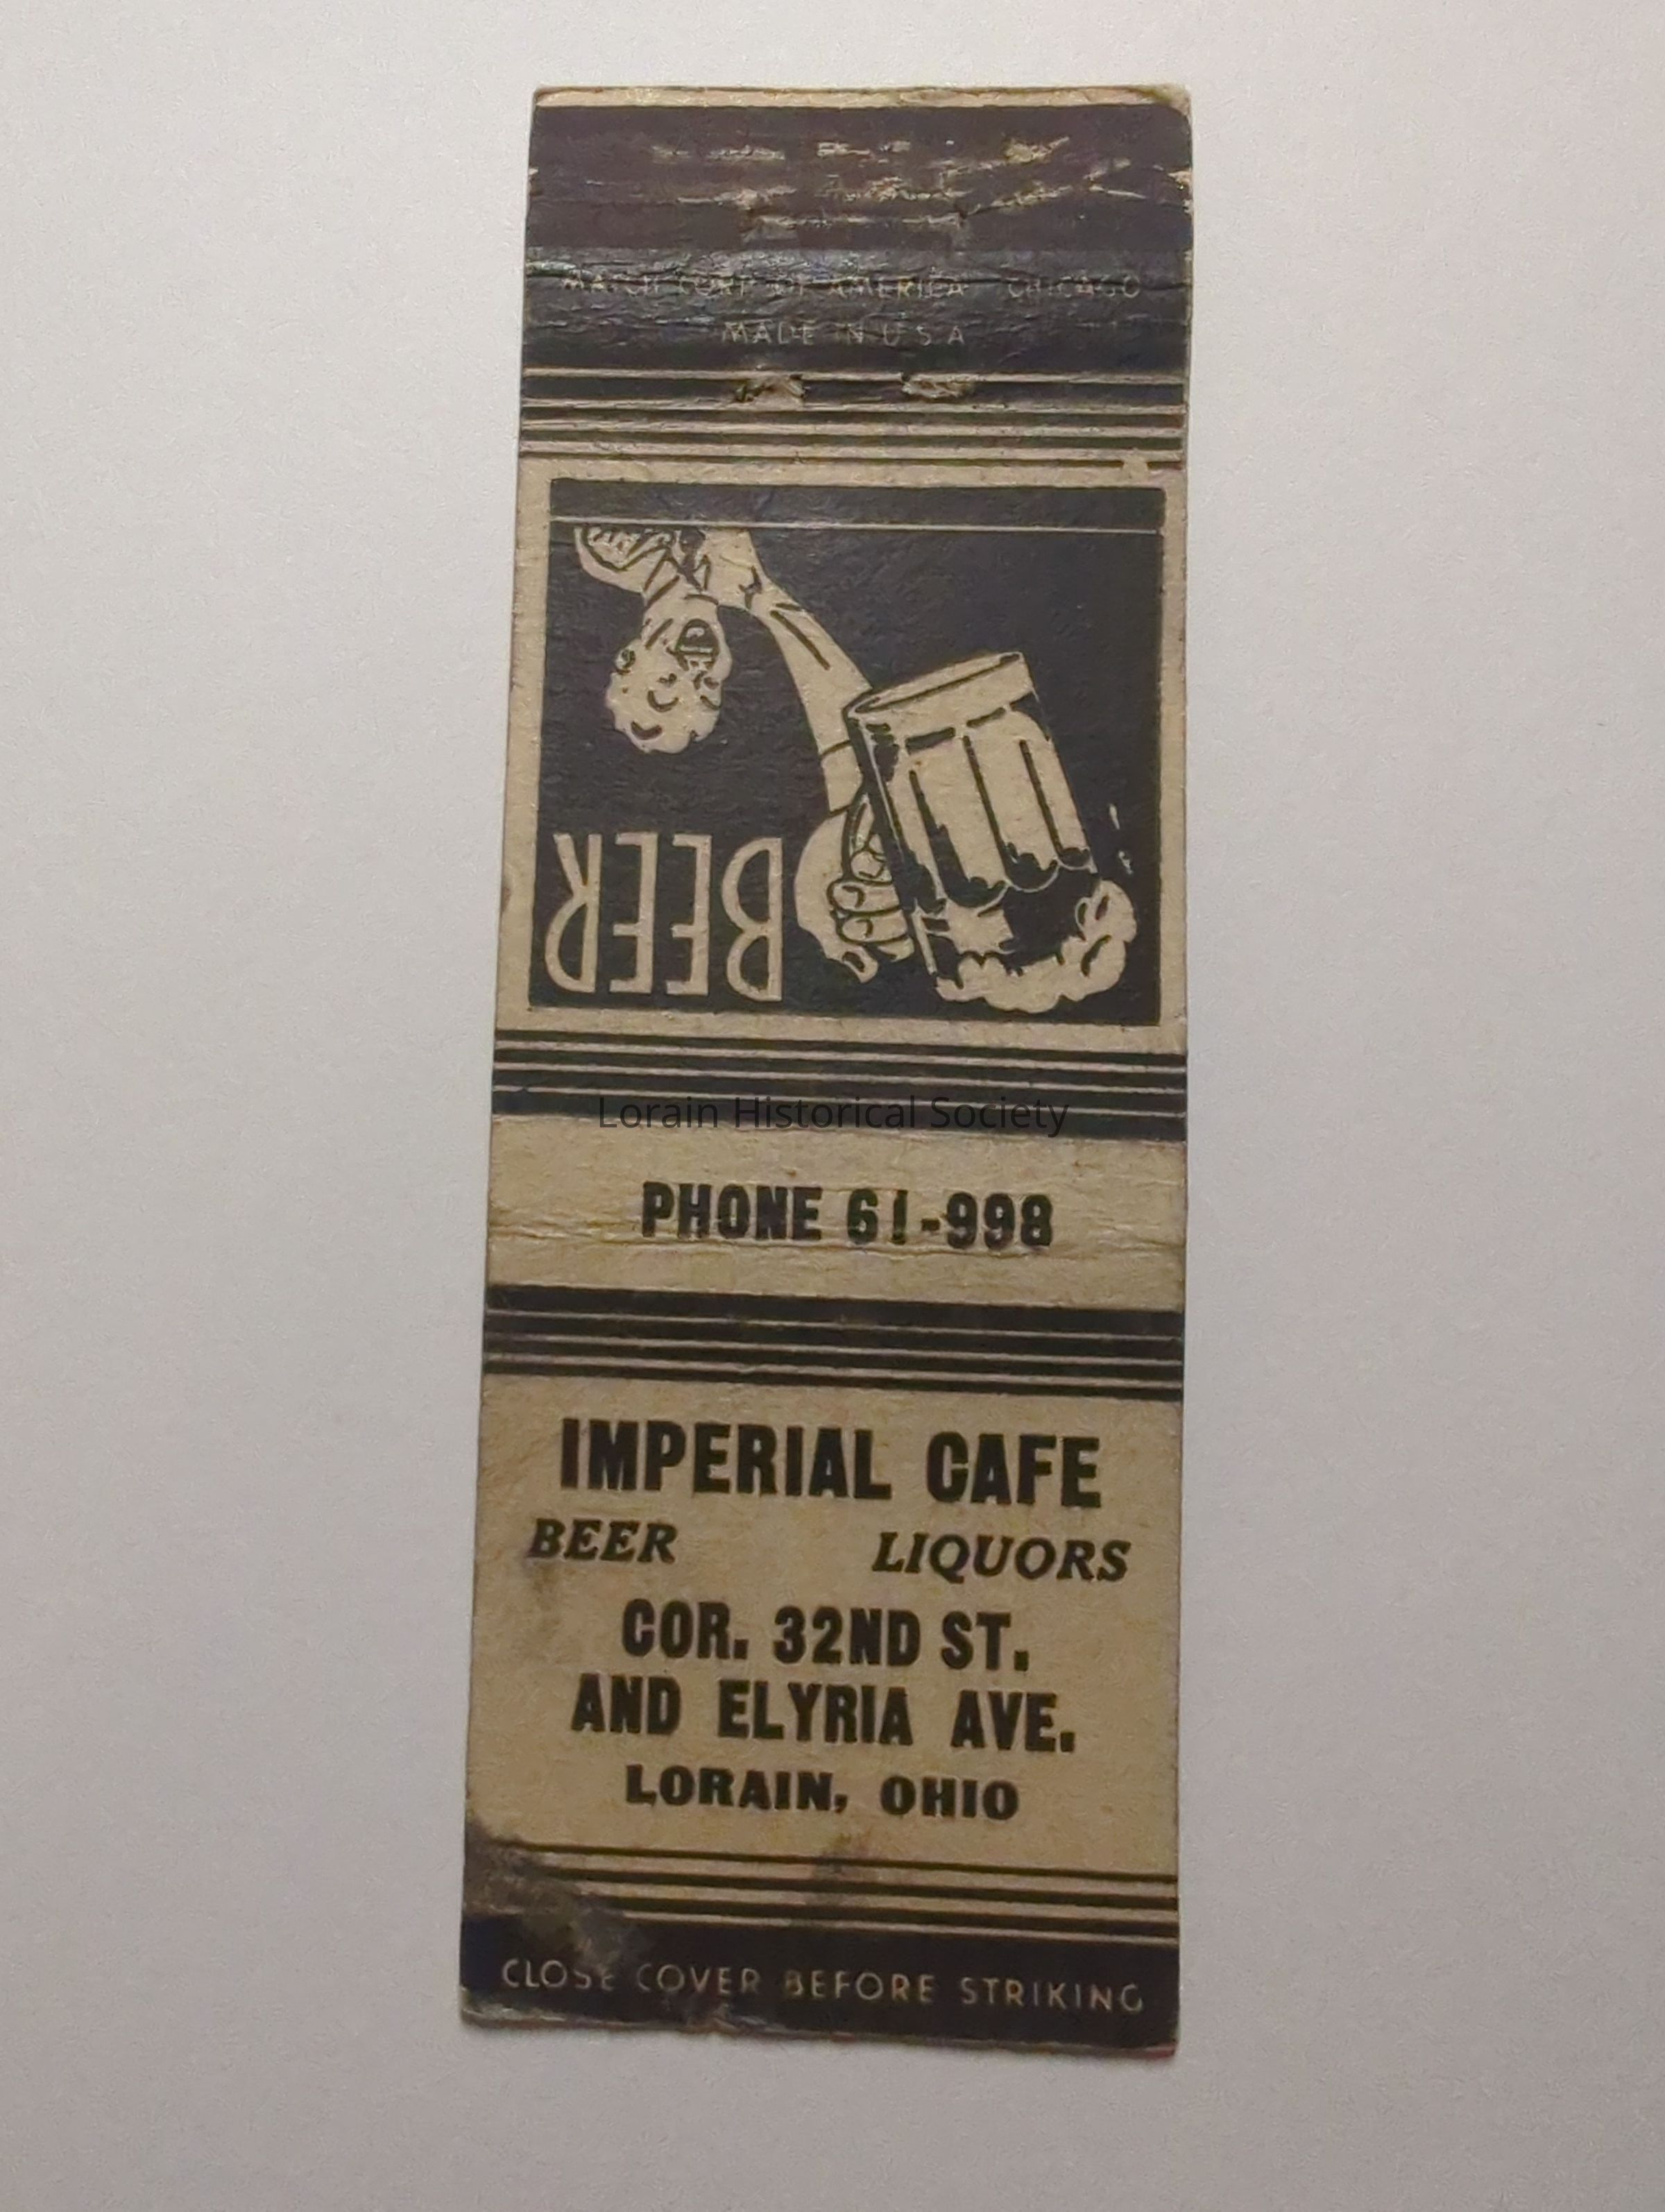 MATCH CORP OF AMERICA CHICAGO
MADE IN U S A
BEER
Lorain Historical Society
PHONE 61-998
IMPERIAL CAFE
BEER LIQUORS
COR. 32ND ST.
AND ELYRIA AVE.
LORAIN, OHIO
CLOSE COVER BEFORE STRIKING